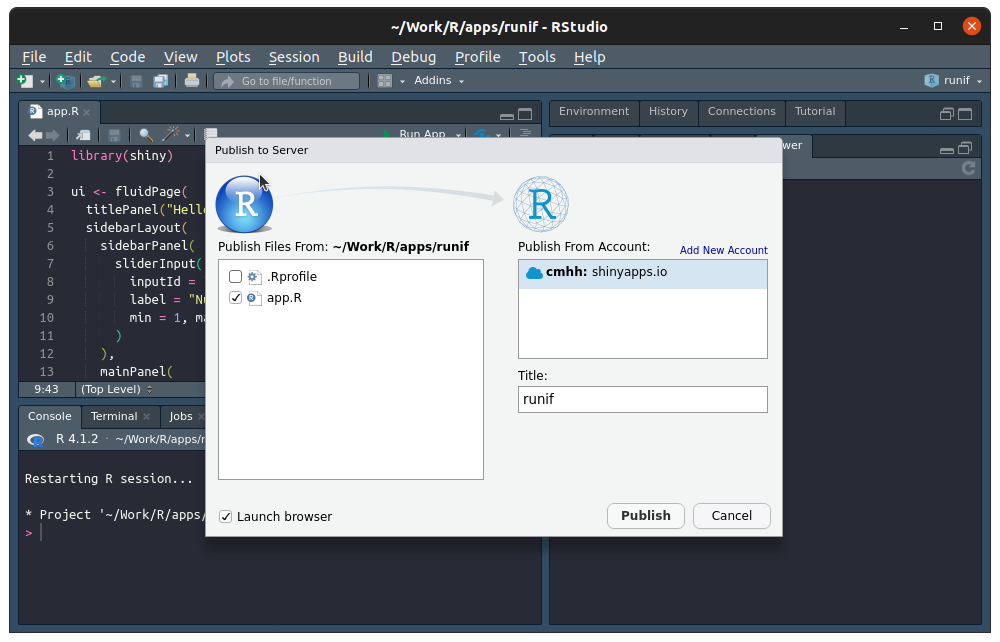 ~/Work/R/apps/runif - RStudio
File Edit Code View Plots Session Build Debug Profile Tools Help
Go to file/function
Addins
runif
app.R
Run App
Environment History Connections Tutorial
1 library(shiny)
2
3 ui <- fluidPage(
4 titlePanel("Hello
5 sidebarLayout(
6 sidebarPanel(
7 sliderInput(
8 inputId =
9 label = "Nu
10 min = 1, ma
11 )
12 ),
13 mainPanel(
9:43 (Top Level)
Console Terminal Jobs
R 4.1.2 · ~/Work/R/apps/r
Restarting R session...
* Project '~/Work/R/apps/
>
Publish to Server
R
R
Publish Files From: ~/Work/R/apps/runif
.Rprofile
app.R
Publish From Account:
Add New Account
cmhh: shinyapps.io
Title:
runif
Launch browser
Publish
Cancel